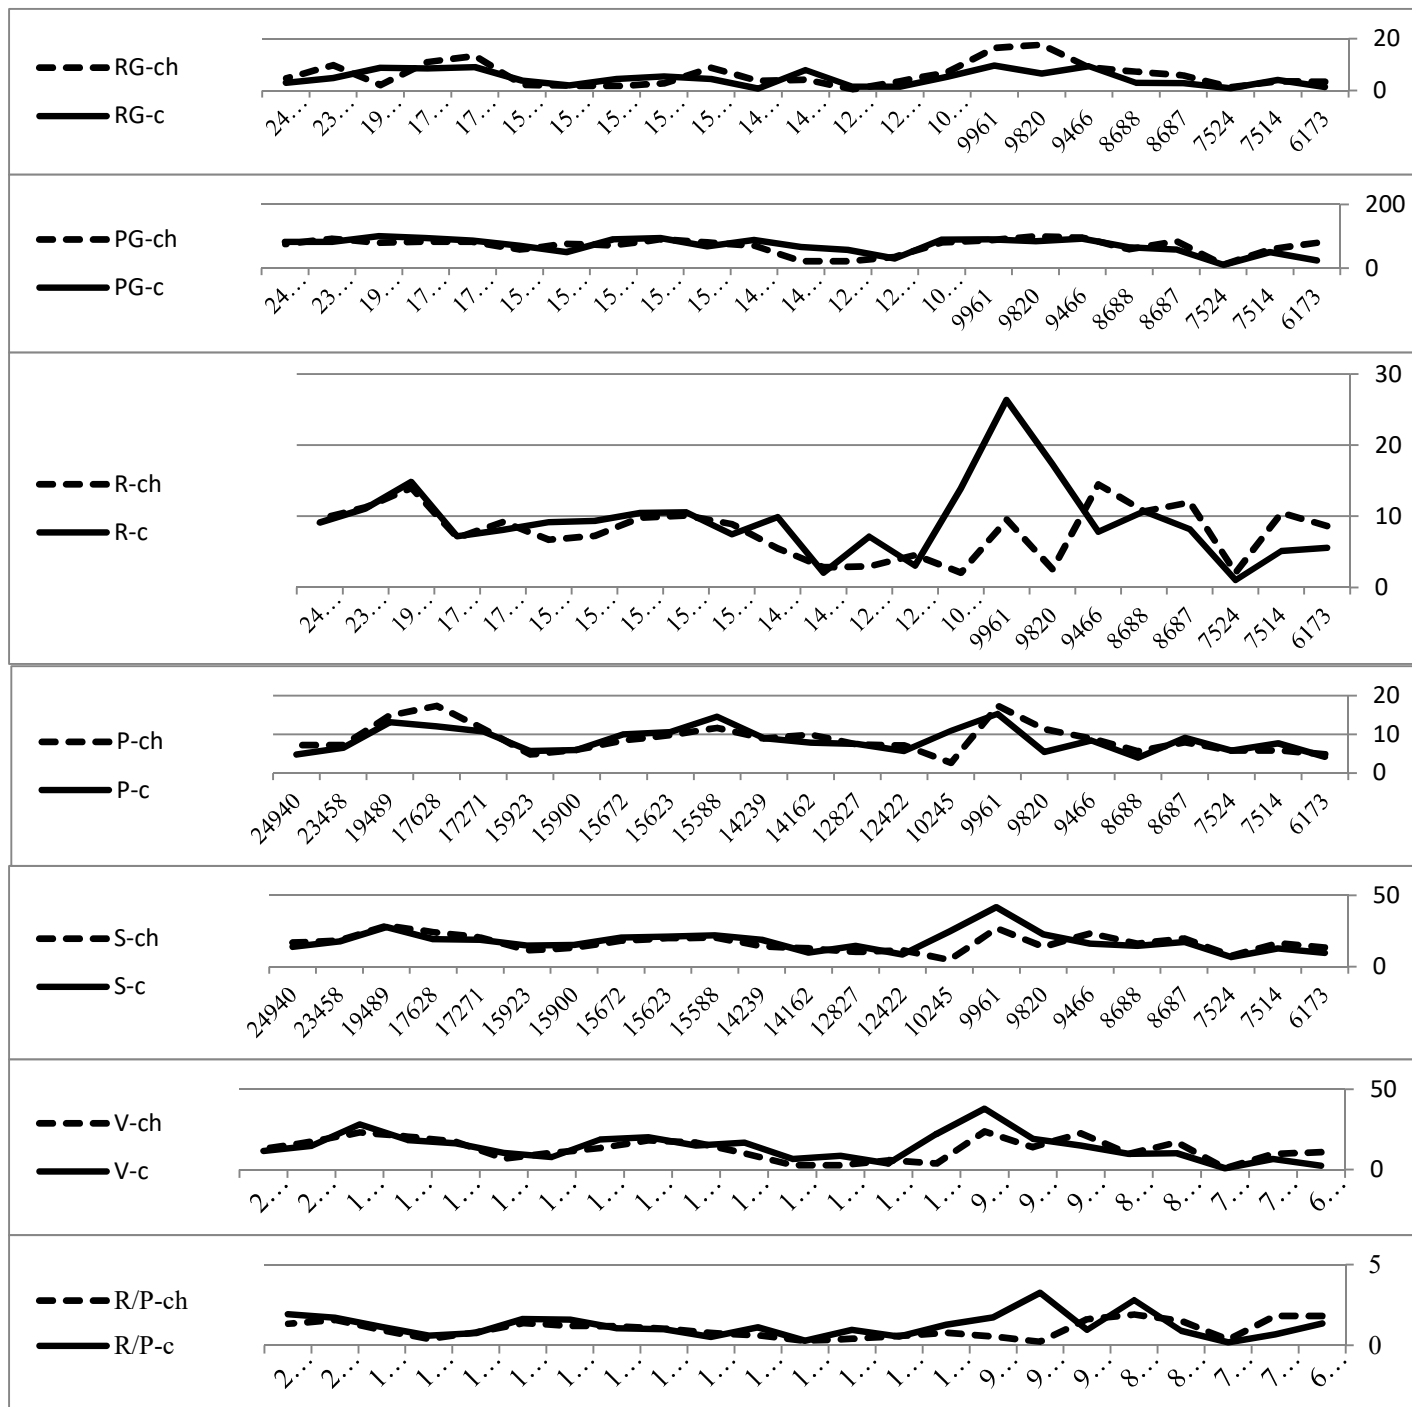 RG-ch
RG-c
20
0
24… 23… 19… 17… 17… 15… 15… 15… 15… 15… 14… 14… 12… 12… 10… 9961 9820 9466 8688 8687 7524 7514 6173
PG-ch
PG-c
200
0
24… 23… 19… 17… 17… 15… 15… 15… 15… 15… 14… 14… 12… 12… 10… 9961 9820 9466 8688 8687 7524 7514 6173
R-ch
R-c
30
20
10
0
24… 23… 19… 17… 17… 15… 15… 15… 15… 15… 14… 14… 12… 12… 10… 9961 9820 9466 8688 8687 7524 7514 6173
P-ch
P-c
20
10
0
24940 23458 19489 17628 17271 15923 15900 15672 15623 15588 14239 14162 12827 12422 10245 9961 9820 9466 8688 8687 7524 7514 6173
S-ch
S-c
50
0
24940 23458 19489 17628 17271 15923 15900 15672 15623 15588 14239 14162 12827 12422 10245 9961 9820 9466 8688 8687 7524 7514 6173
V-ch
V-c
50
0
2… 2… 1… 1… 1… 1… 1… 1… 1… 1… 1… 1… 1… 1… 1… 9… 9… 9… 8… 8… 7… 7… 6…
R/P-ch
R/P-c
5
0
2… 2… 1… 1… 1… 1… 1… 1… 1… 1… 1… 1… 1… 1… 1… 9… 9… 9… 8… 8… 7… 7… 6…